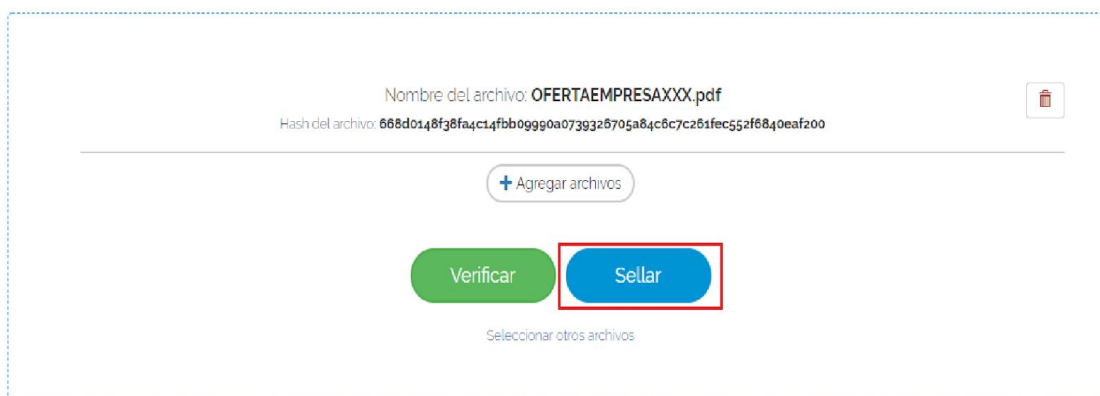 Nombre del archivo: OFERTAEMPRESAXXX.pdf
Hash del archivo: 668d0148f38fa4c14fbb09990a0739326705a84c6c7c261fec552f6840eaf200
+ Agregar archivos
Verificar
Sellar
Seleccionar otros archivos